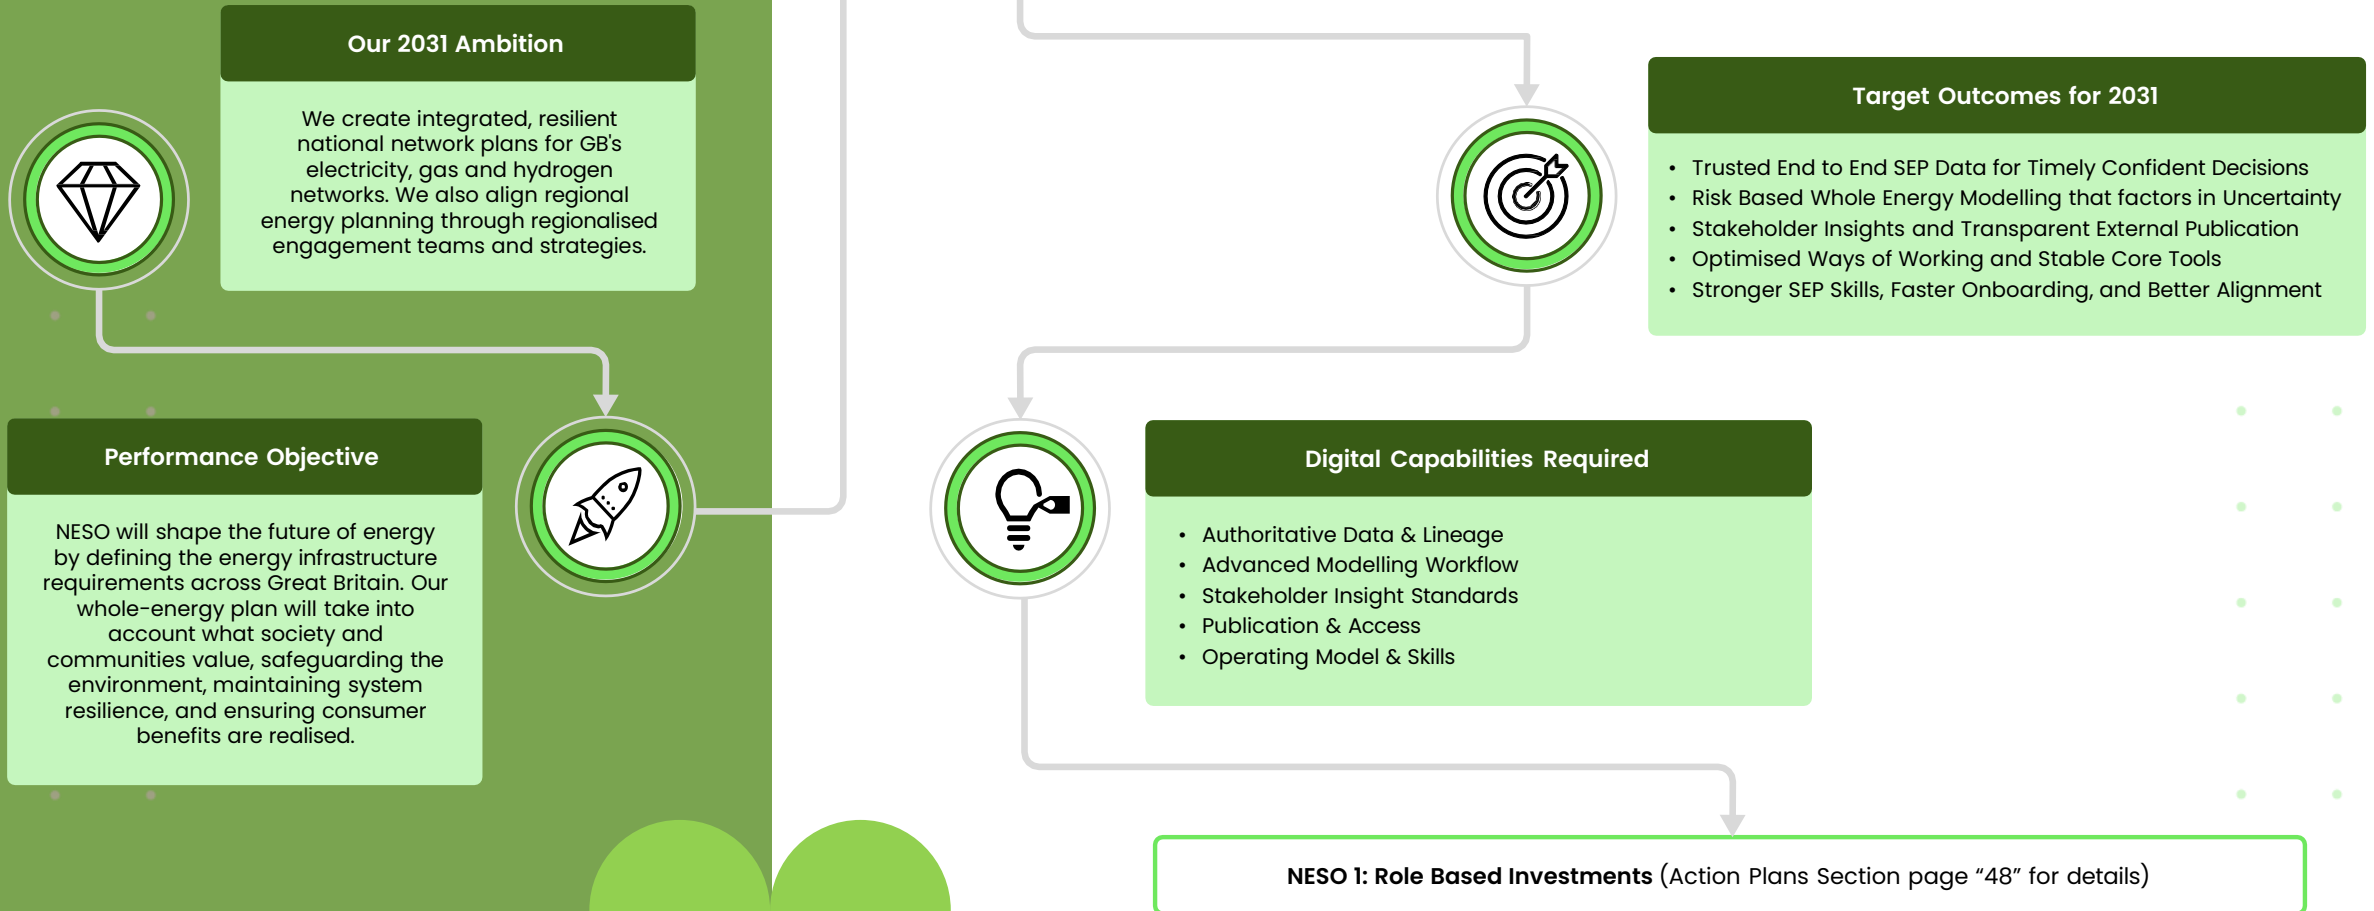 Our 2031 Ambition
We create integrated, resilient
national network plans for GB's
electricity, gas and hydrogen
networks. We also align regional
energy planning through regionalised
engagement teams and strategies.
Performance Objective
NESO will shape the future of energy
by defining the energy infrastructure
requirements across Great Britain. Our
whole-energy plan will take into
account what society and
communities value, safeguarding the
environment, maintaining system
resilience, and ensuring consumer
benefits are realised.
Target Outcomes for 2031
• Trusted End to End SEP Data for Timely Confident Decisions
• Risk Based Whole Energy Modelling that factors in Uncertainty
• Stakeholder Insights and Transparent External Publication
• Optimised Ways of Working and Stable Core Tools
• Stronger SEP Skills, Faster Onboarding, and Better Alignment
Digital Capabilities Required
• Authoritative Data & Lineage
• Advanced Modelling Workflow
• Stakeholder Insight Standards
• Publication & Access
• Operating Model & Skills
NESO 1: Role Based Investments (Action Plans Section page “48” for details)